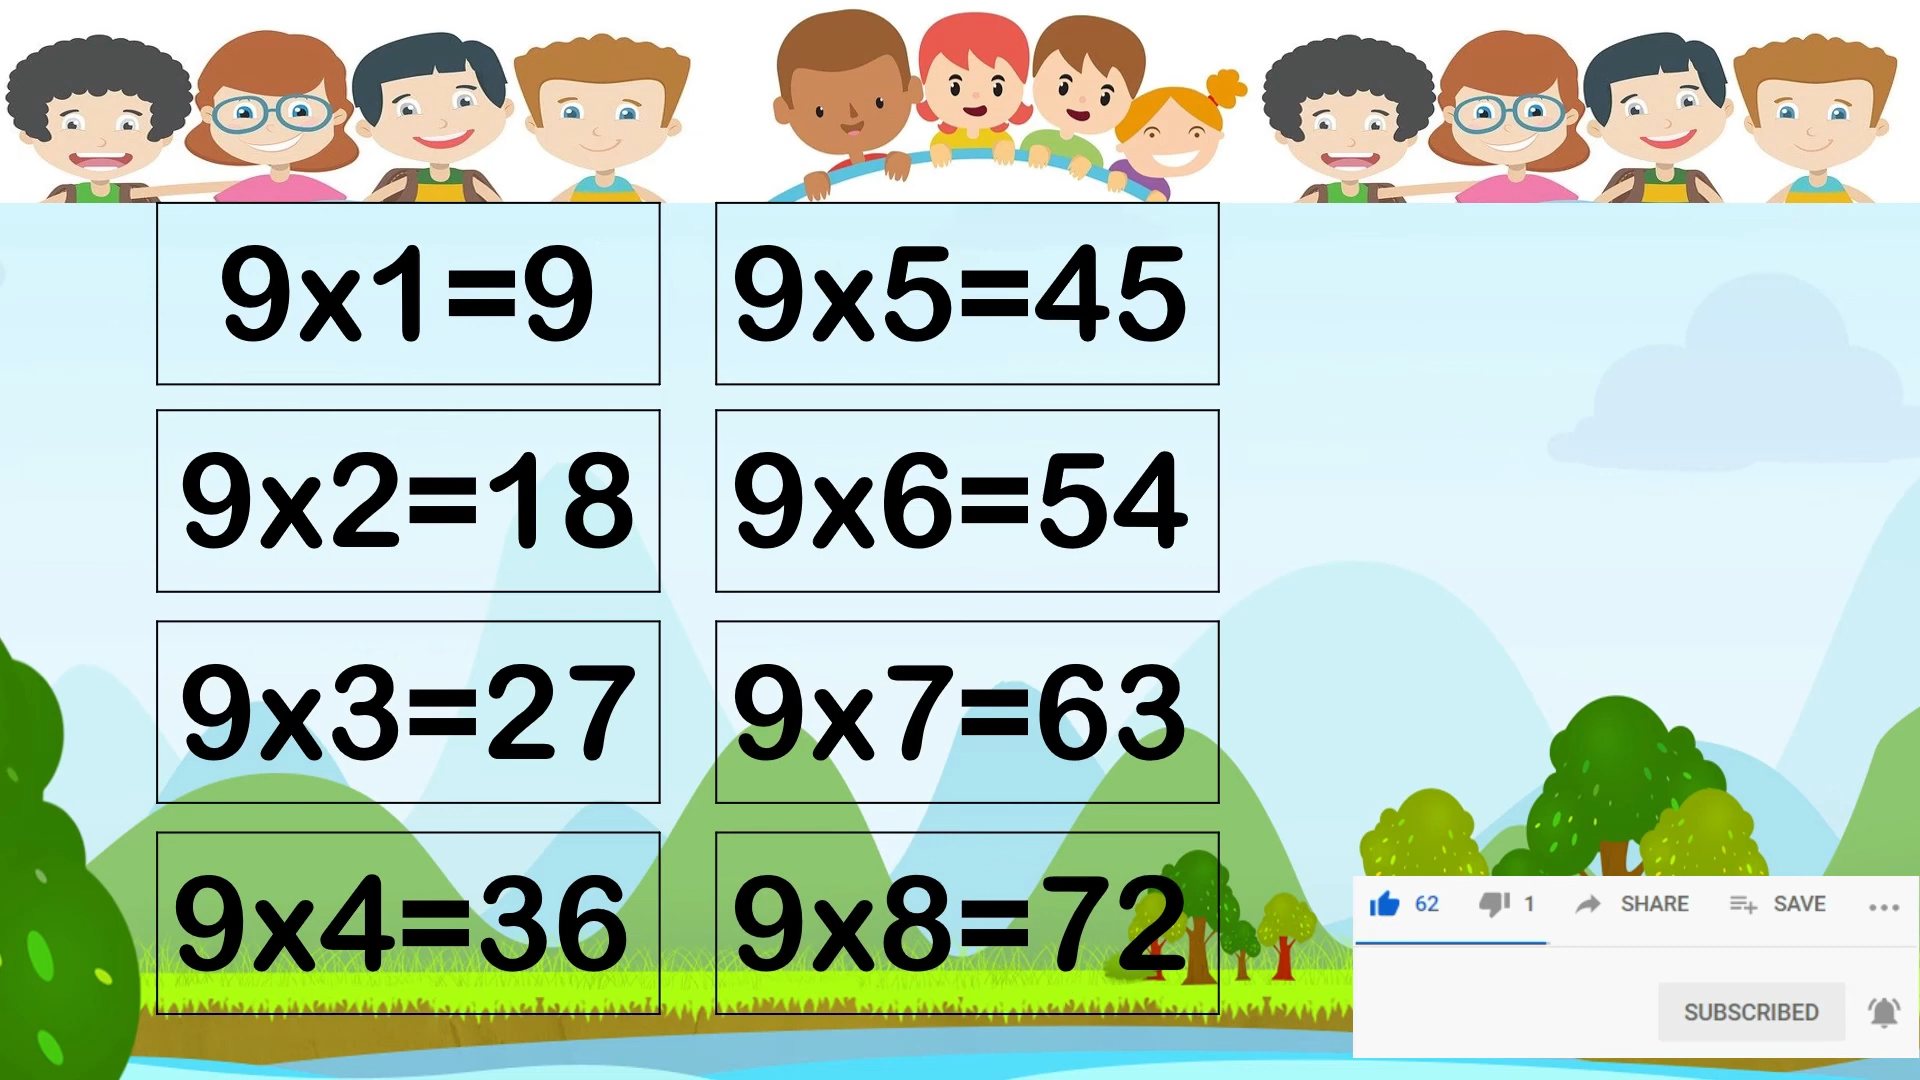 9x1=9
9x2=18
9x3=27
9x4=36
9x5=45
9x6=54
9x7=63
9x8=72
62 1 SHARE SAVE
SUBSCRIBED